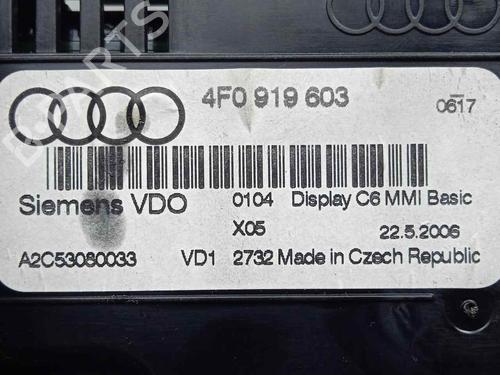 4F0 919 603
0617
Siemens VDO
0104 Display C6 MMI Basic
X05 22.5.2006
A2C53080033 VD1 2732 Made in Czech Republic